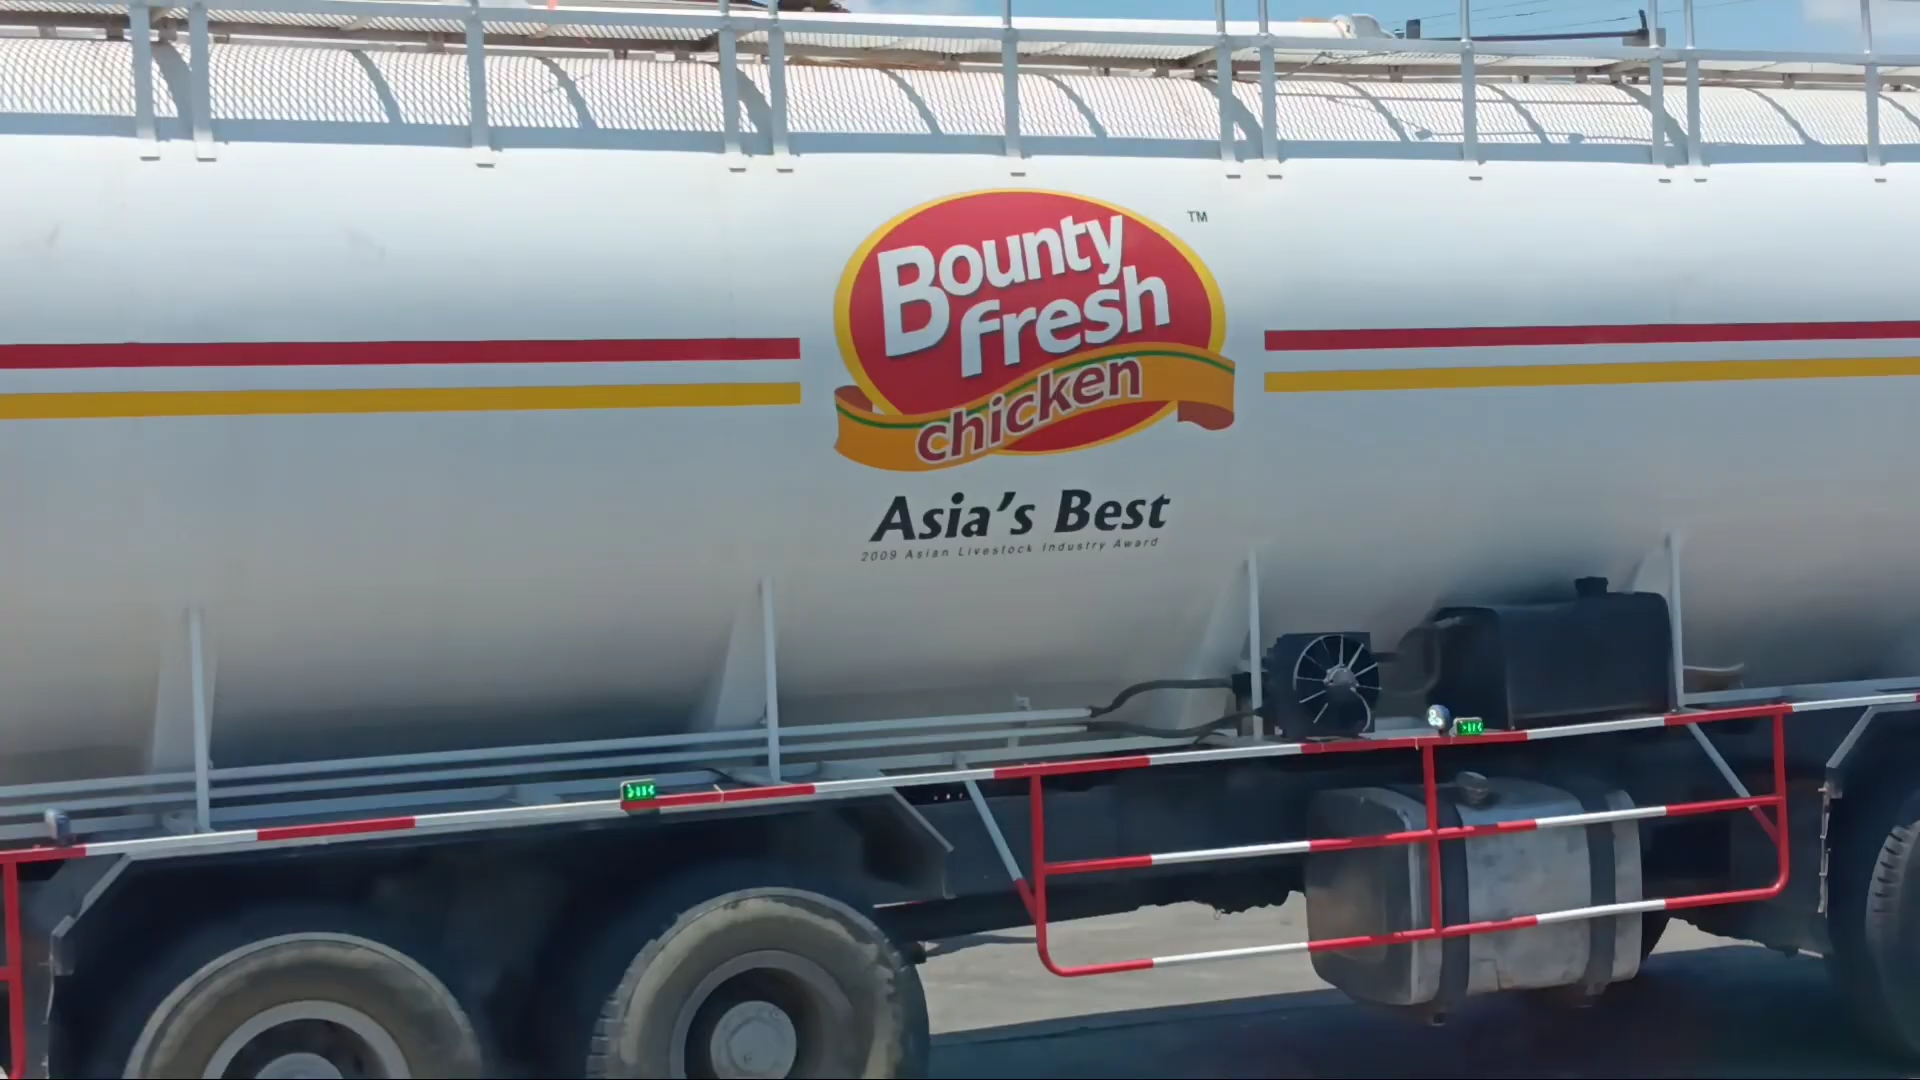 TM
Bounty
fresh
chicken
Asia's Best
2009 Asian Livestock Industry Award